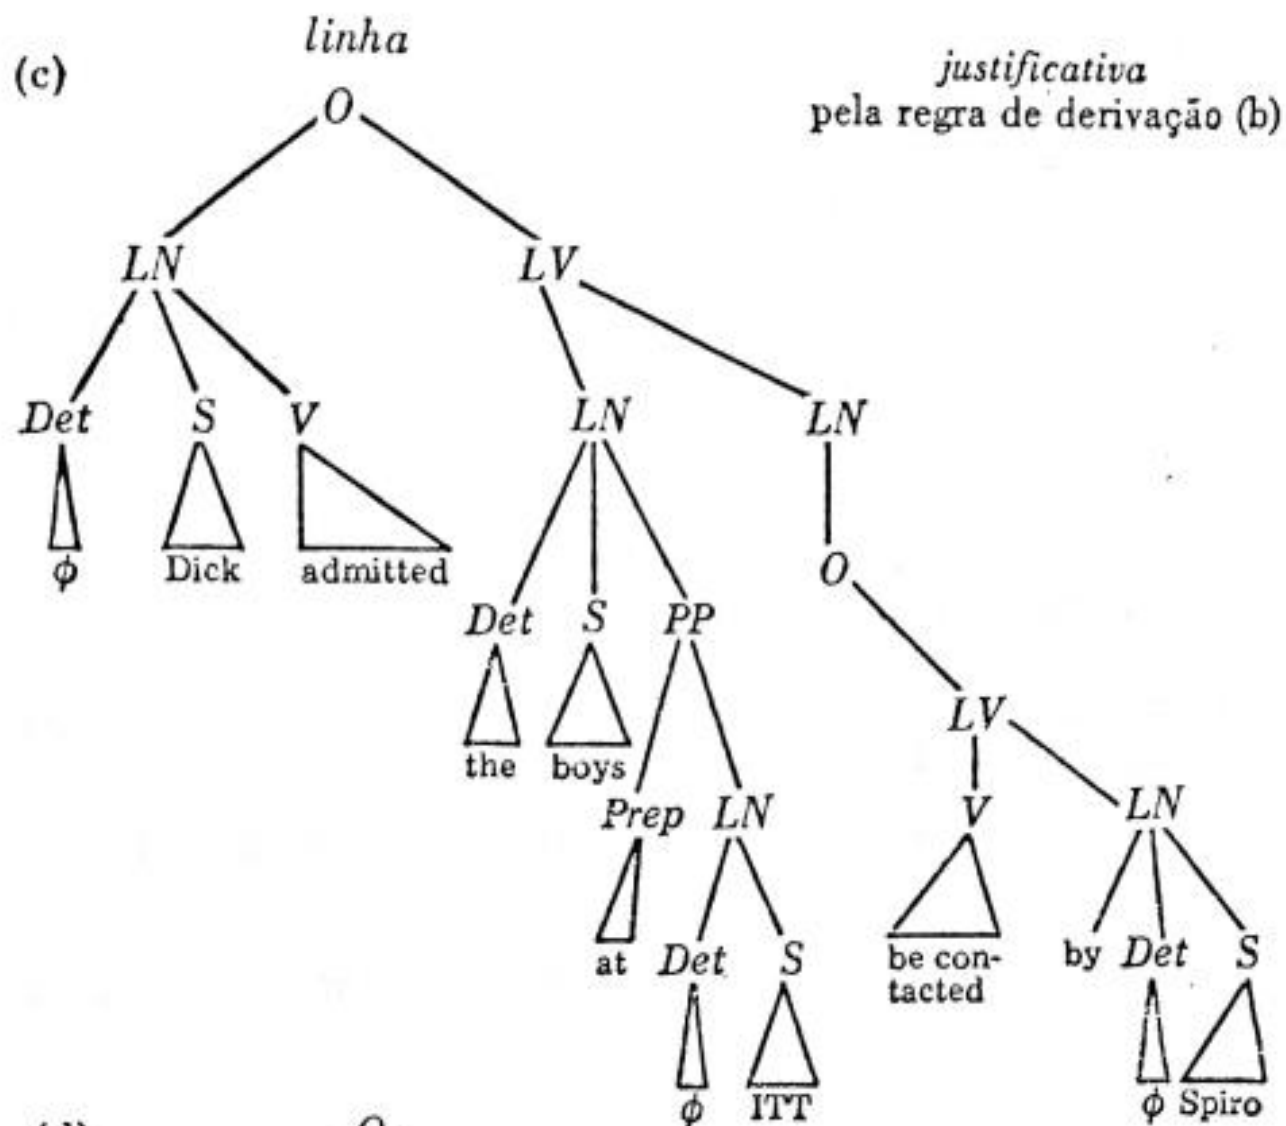 linha
(c)
justificativa
pela regra de derivação (b)
O
LN LV
Det S V LN LN
ϕ Dick admitted
O
Det S PP
the boys
LV
Prep LN V LN
at Det S be con-
tacted
by Det S
ϕ ITT ϕ Spiro
(d) O